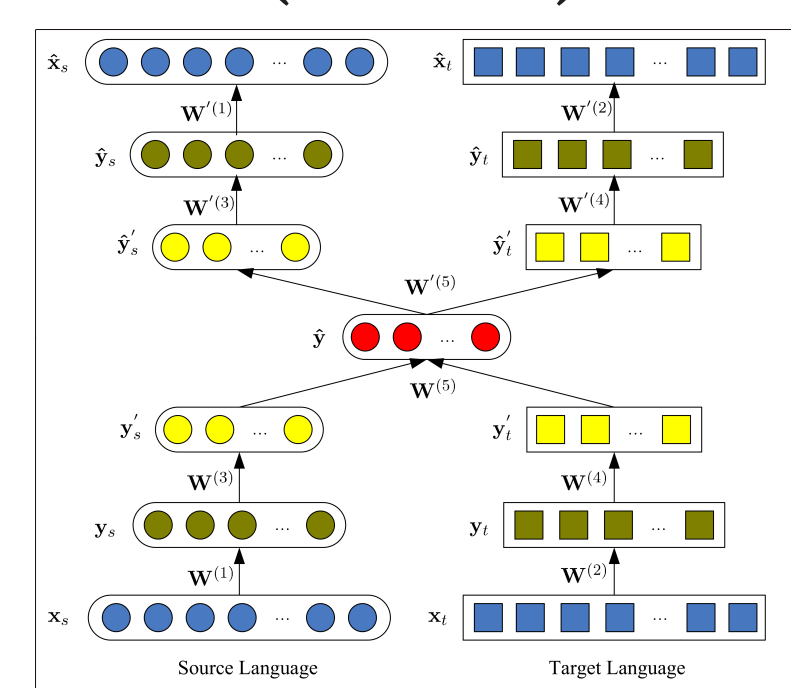 x̂ₛ ... x̂ₜ ...
W′⁽¹⁾ W′⁽²⁾
ŷₛ ... ŷₜ ...
W′⁽³⁾ W′⁽⁴⁾
ŷ′ₛ ... ŷ′ₜ ...
W′⁽⁵⁾
ŷ ...
W⁽⁵⁾
y′ₛ ... y′ₜ ...
W⁽³⁾ W⁽⁴⁾
yₛ ... yₜ ...
W⁽¹⁾ W⁽²⁾
xₛ ... xₜ ...
Source Language Target Language